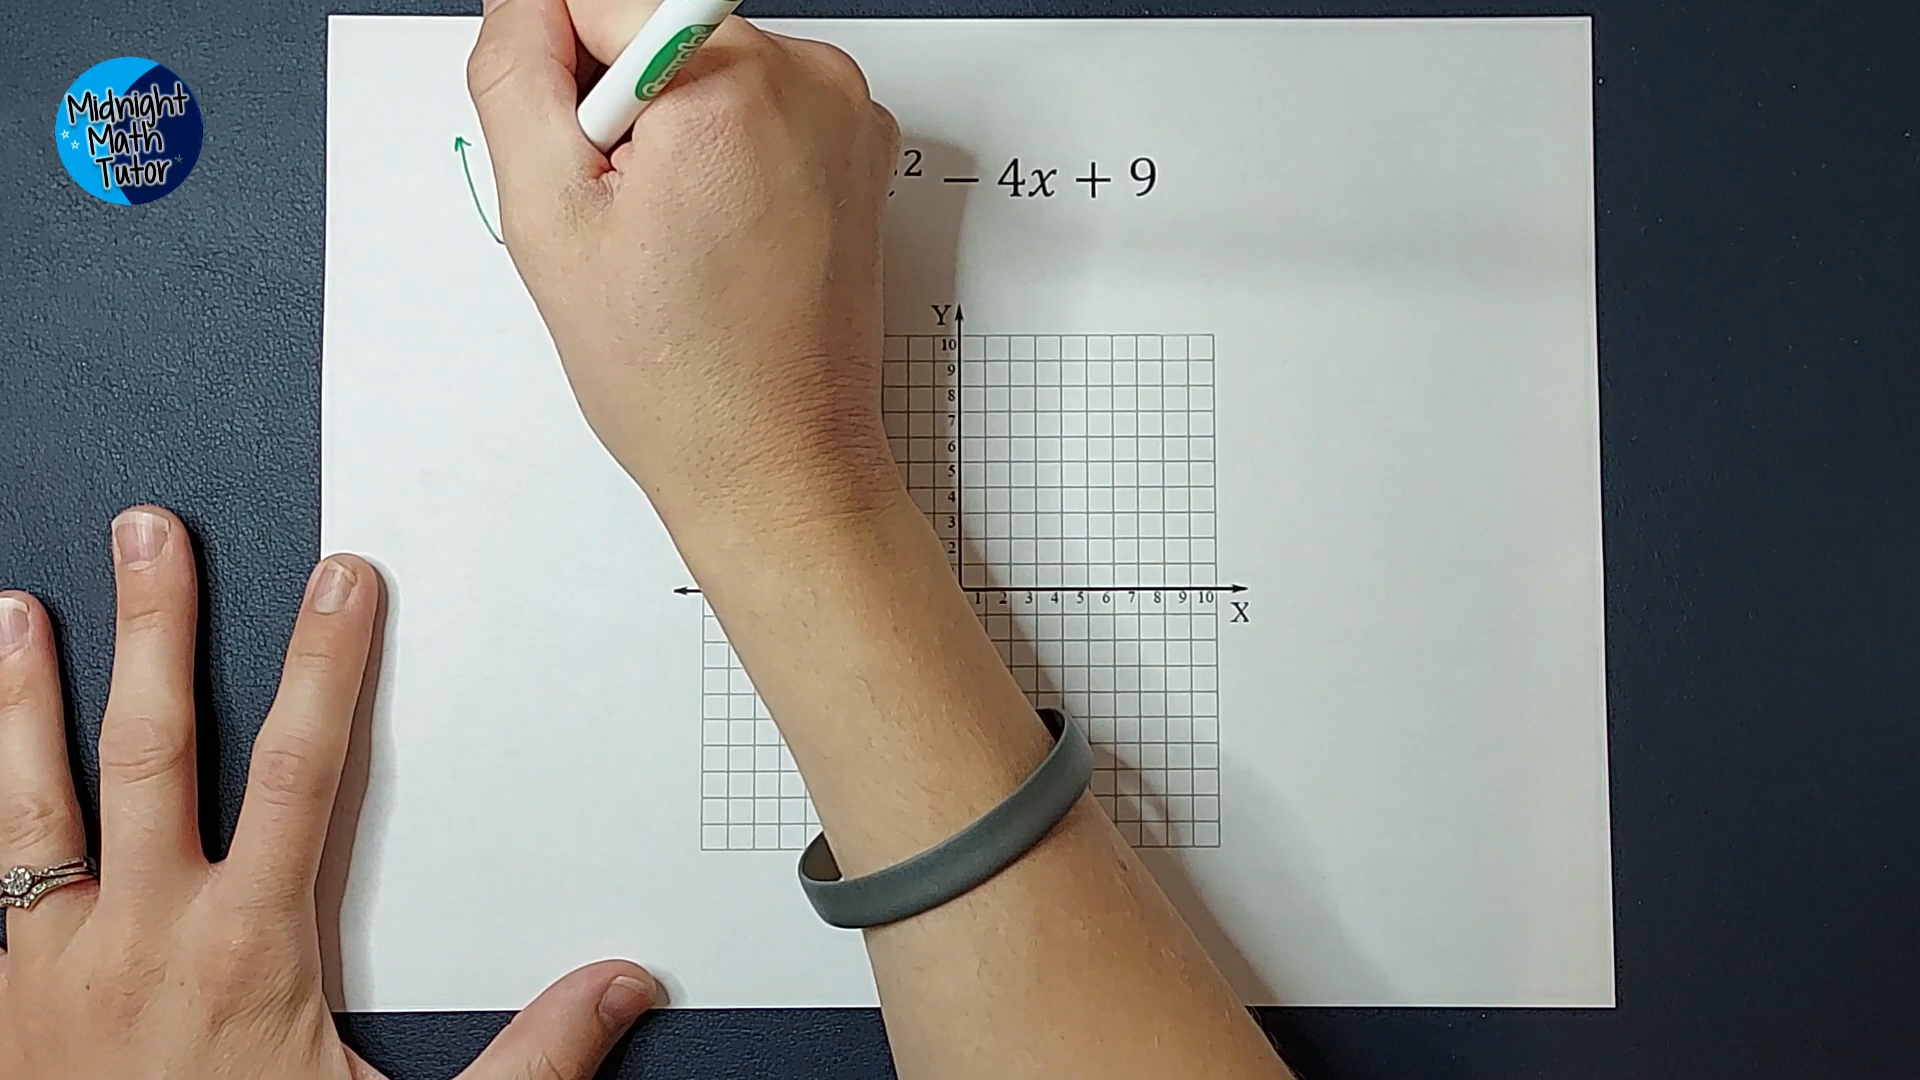 Midnight
Math
Tutor
Crayola
² − 4x + 9
Y
10
9
8
7
6
5
4
3
2
1 2 3 4 5 6 7 8 9 10
X